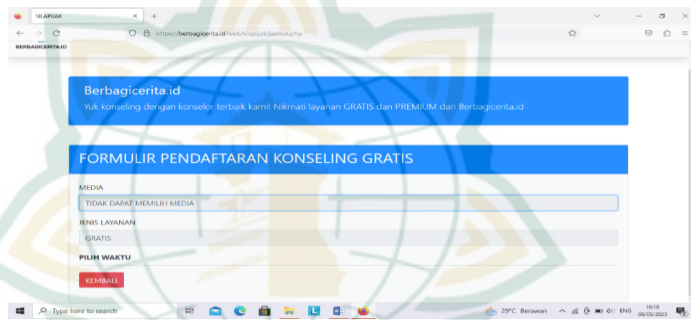 SILAPIJAK
https://berbagicerita.id/web/silapijak/jadwal.php
BERBAGICERITA.ID
Berbagicerita.id
Yuk konseling dengan konselor terbaik kami! Nikmati layanan GRATIS dan PREMIUM dari Berbagicerita.id
FORMULIR PENDAFTARAN KONSELING GRATIS
MEDIA
TIDAK DAPAT MEMILIH MEDIA
JENIS LAYANAN
GRATIS
PILIH WAKTU
KEMBALI
Type here to search
29°C Berawan
ENG
16:18
08/05/2023